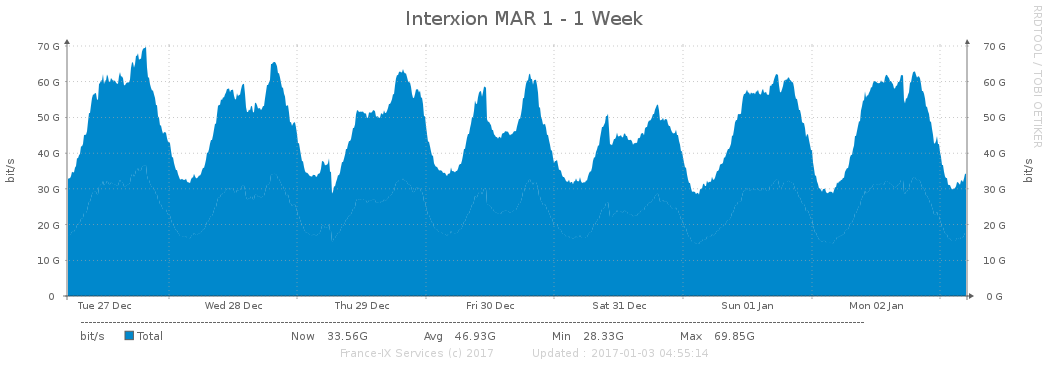 Interxion MAR 1 - 1 Week
RRDTOOL / TOBI OETIKER
70 G 70 G
60 G 60 G
50 G 50 G
40 G 40 G
30 G 30 G
20 G 20 G
10 G 10 G
0 0 G
bit/s bit/s
Tue 27 Dec Wed 28 Dec Thu 29 Dec Fri 30 Dec Sat 31 Dec Sun 01 Jan Mon 02 Jan
bit/s Total Now 33.56G Avg 46.93G Min 28.33G Max 69.85G
France-IX Services (c) 2017 Updated : 2017-01-03 04:55:14